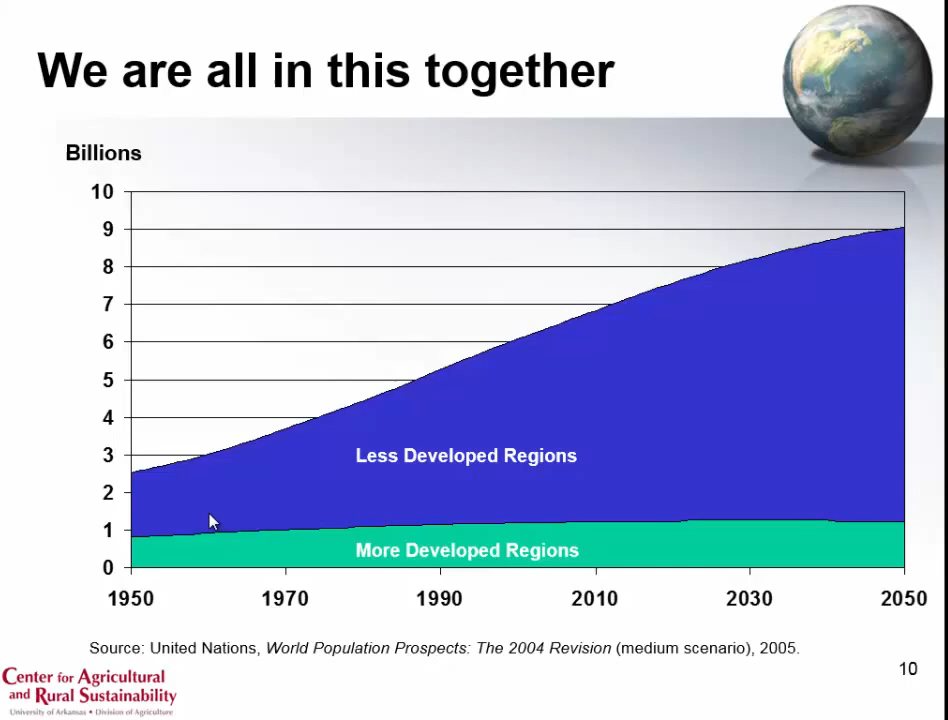 We are all in this together
Billions
10
9
8
7
6
5
4
3
2
1
0
Less Developed Regions
More Developed Regions
1950 1970 1990 2010 2030 2050
Source: United Nations, World Population Prospects: The 2004 Revision (medium scenario), 2005.
10
Center for Agricultural
and Rural Sustainability
University of Arkansas • Division of Agriculture